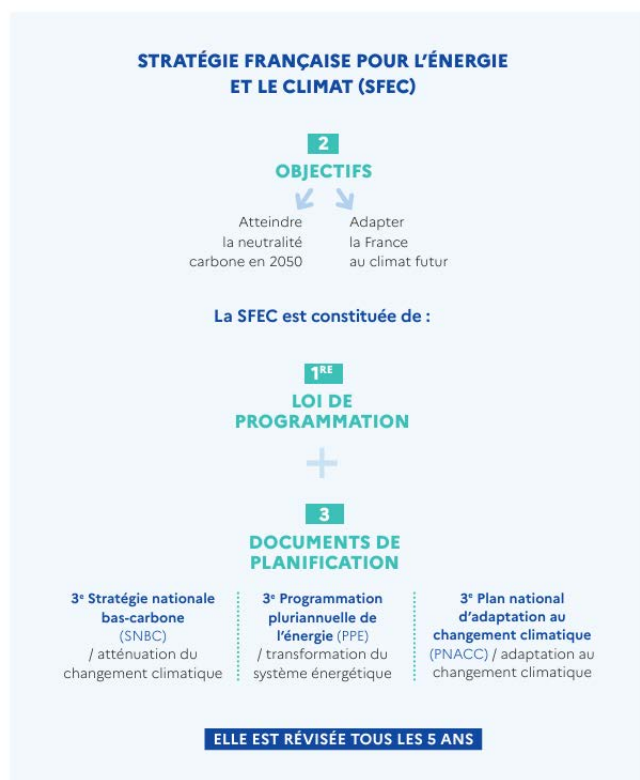 STRATÉGIE FRANÇAISE POUR L’ÉNERGIE
ET LE CLIMAT (SFEC)
2
OBJECTIFS
Atteindre
la neutralité
carbone en 2050
Adapter
la France
au climat futur
La SFEC est constituée de :
1RE
LOI DE
PROGRAMMATION
+
3
DOCUMENTS DE
PLANIFICATION
3e Stratégie nationale
bas-carbone
(SNBC)
/ atténuation du
changement climatique
3e Programmation
pluriannuelle de
l’énergie (PPE)
/ transformation du
système énergétique
3e Plan national
d’adaptation au
changement climatique
(PNACC) / adaptation au
changement climatique
ELLE EST RÉVISÉE TOUS LES 5 ANS